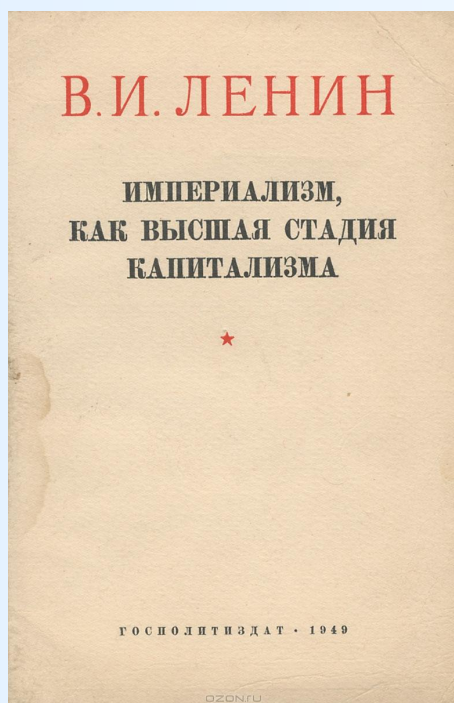 В. И. ЛЕНИН
ИМПЕРИАЛИЗМ,
КАК ВЫСШАЯ СТАДИЯ
КАПИТАЛИЗМА
ГОСПОЛИТИЗДАТ · 1949
ozon.ru